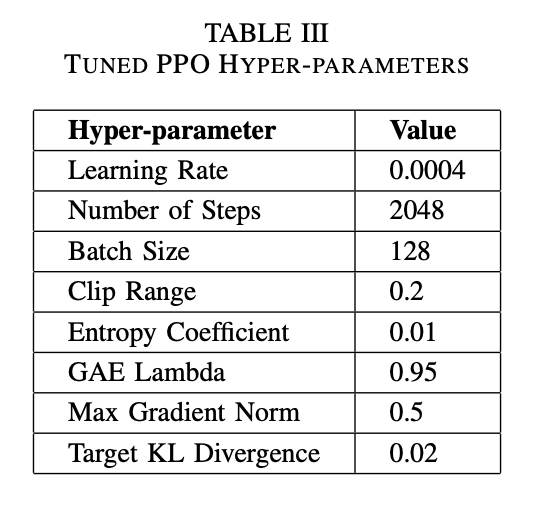 TABLE III
TUNED PPO HYPER-PARAMETERS
Hyper-parameter Value
Learning Rate 0.0004
Number of Steps 2048
Batch Size 128
Clip Range 0.2
Entropy Coefficient 0.01
GAE Lambda 0.95
Max Gradient Norm 0.5
Target KL Divergence 0.02